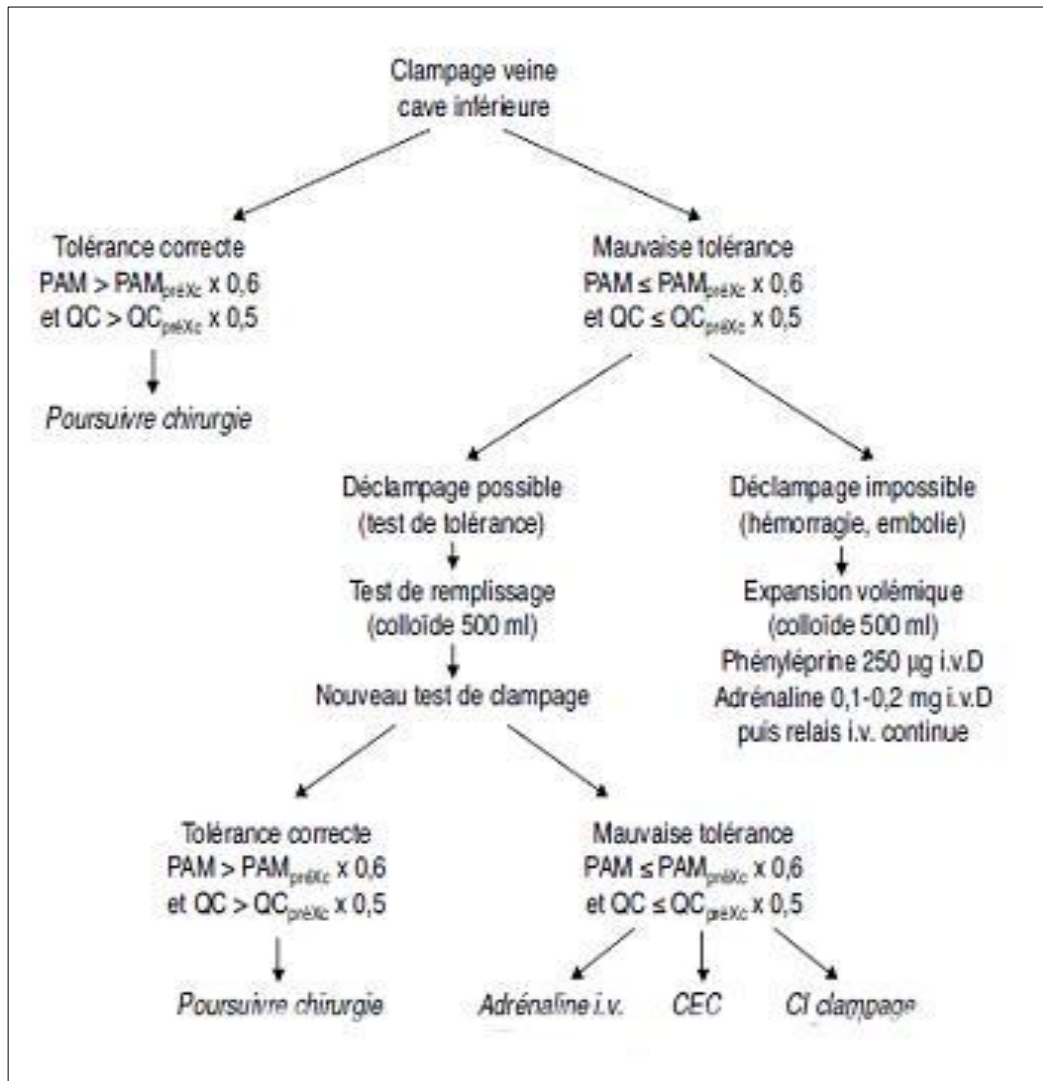 Clampage veine
cave inférieure
Tolérance correcte
PAM > PAMpréXc x 0,6
et QC > QCpréXc x 0,5
Poursuivre chirurgie
Mauvaise tolérance
PAM ≤ PAMpréXc x 0,6
et QC ≤ QCpréXc x 0,5
Déclampage possible
(test de tolérance)
Test de remplissage
(colloïde 500 ml)
Nouveau test de clampage
Déclampage impossible
(hémorragie, embolie)
Expansion volémique
(colloïde 500 ml)
Phényléprine 250 µg i.v.D
Adrénaline 0,1-0,2 mg i.v.D
puis relais i.v. continue
Tolérance correcte
PAM > PAMpréXc x 0,6
et QC > QCpréXc x 0,5
Poursuivre chirurgie
Mauvaise tolérance
PAM ≤ PAMpréXc x 0,6
et QC ≤ QCpréXc x 0,5
Adrénaline i.v.
CEC
CI clampage